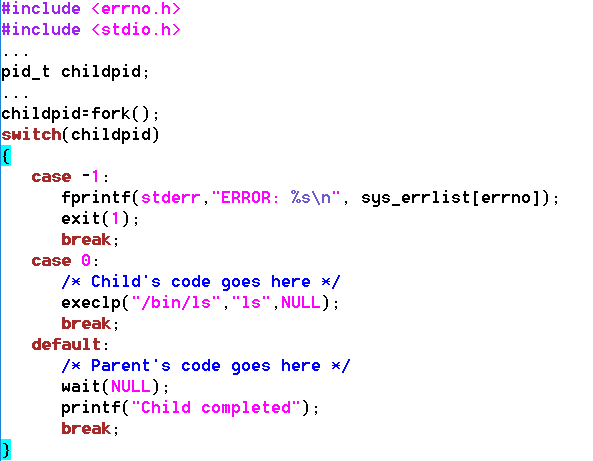 #include <errno.h>
#include <stdio.h>
...
pid_t childpid;
...
childpid=fork();
switch(childpid)
{
   case -1:
      fprintf(stderr,"ERROR: %s\n", sys_errlist[errno]);
      exit(1);
      break;
   case 0:
      /* Child's code goes here */
      execlp("/bin/ls","ls",NULL);
      break;
   default:
      /* Parent's code goes here */
      wait(NULL);
      printf("Child completed");
      break;
}